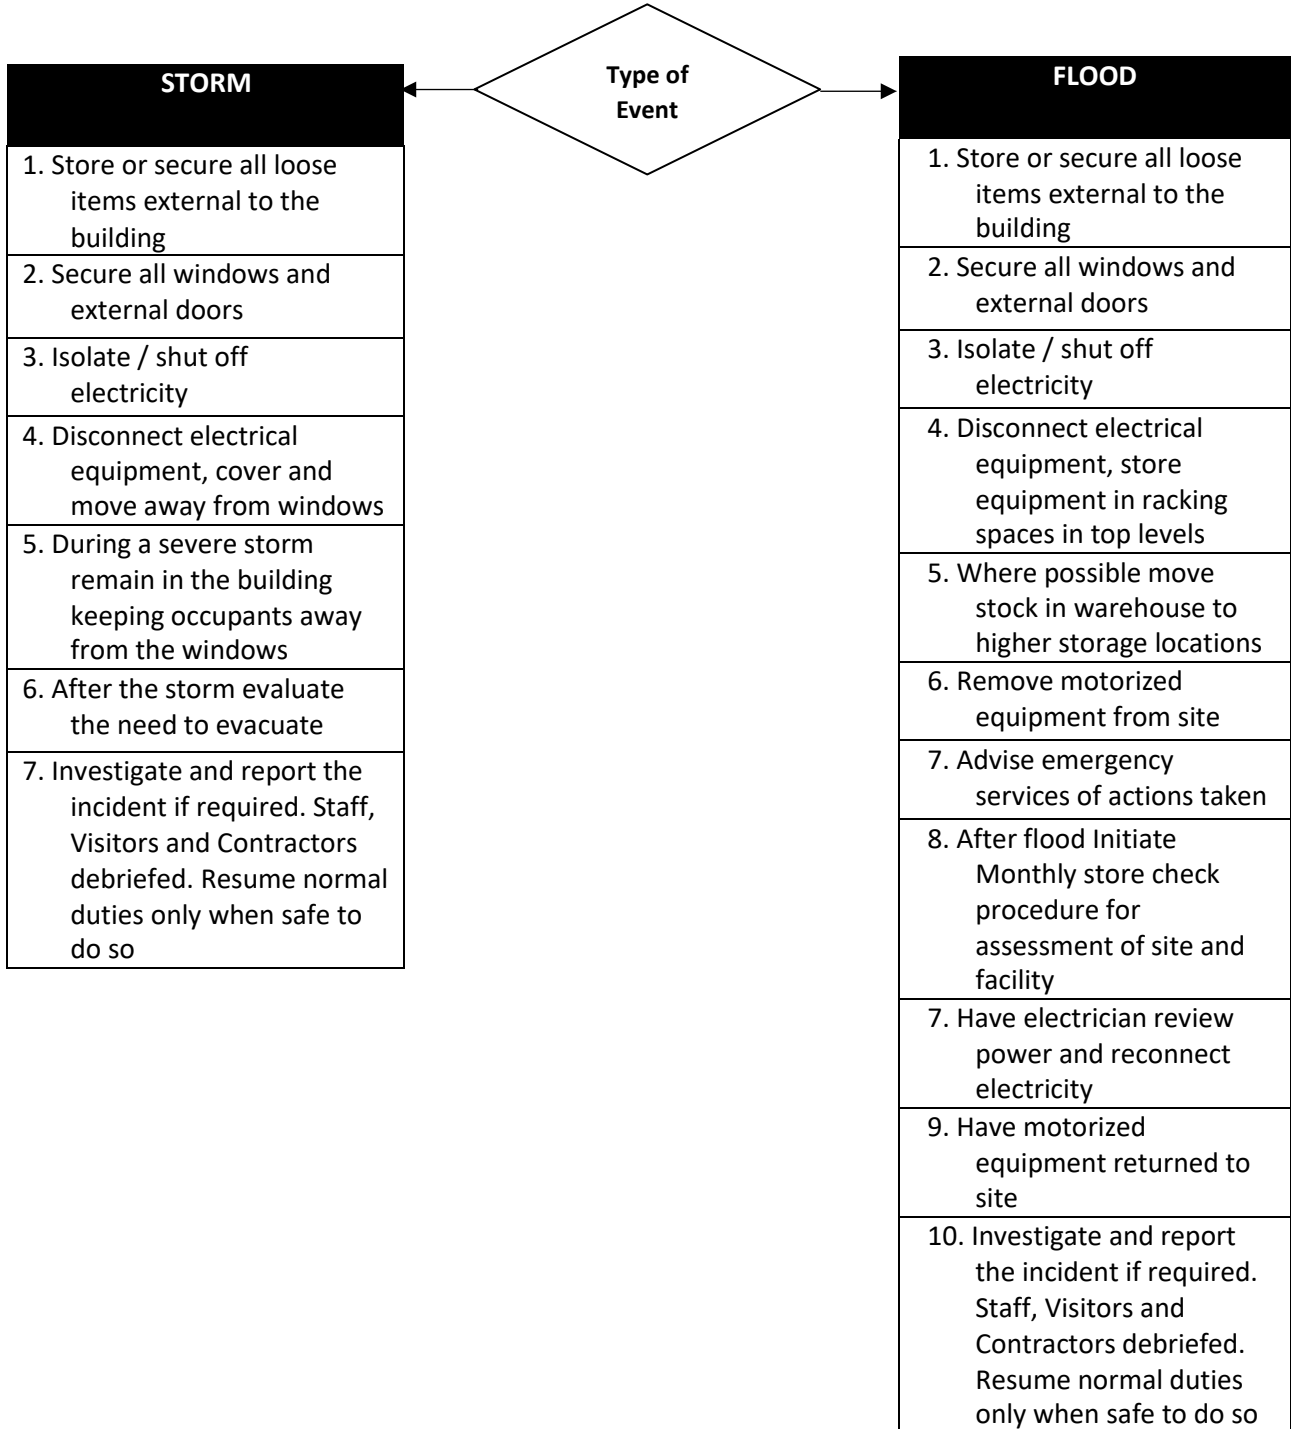 Type of
Event
STORM
1. Store or secure all loose
items external to the
building
2. Secure all windows and
external doors
3. Isolate / shut off
electricity
4. Disconnect electrical
equipment, cover and
move away from windows
5. During a severe storm
remain in the building
keeping occupants away
from the windows
6. After the storm evaluate
the need to evacuate
7. Investigate and report the
incident if required. Staff,
Visitors and Contractors
debriefed. Resume normal
duties only when safe to
do so
FLOOD
1. Store or secure all loose
items external to the
building
2. Secure all windows and
external doors
3. Isolate / shut off
electricity
4. Disconnect electrical
equipment, store
equipment in racking
spaces in top levels
5. Where possible move
stock in warehouse to
higher storage locations
6. Remove motorized
equipment from site
7. Advise emergency
services of actions taken
8. After flood Initiate
Monthly store check
procedure for
assessment of site and
facility
7. Have electrician review
power and reconnect
electricity
9. Have motorized
equipment returned to
site
10. Investigate and report
the incident if required.
Staff, Visitors and
Contractors debriefed.
Resume normal duties
only when safe to do so